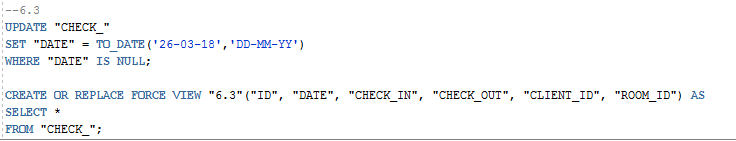 --6.3
UPDATE "CHECK_"
SET "DATE" = TO_DATE('26-03-18','DD-MM-YY')
WHERE "DATE" IS NULL;
CREATE OR REPLACE FORCE VIEW "6.3"("ID", "DATE", "CHECK_IN", "CHECK_OUT", "CLIENT_ID", "ROOM_ID") AS
SELECT *
FROM "CHECK_";